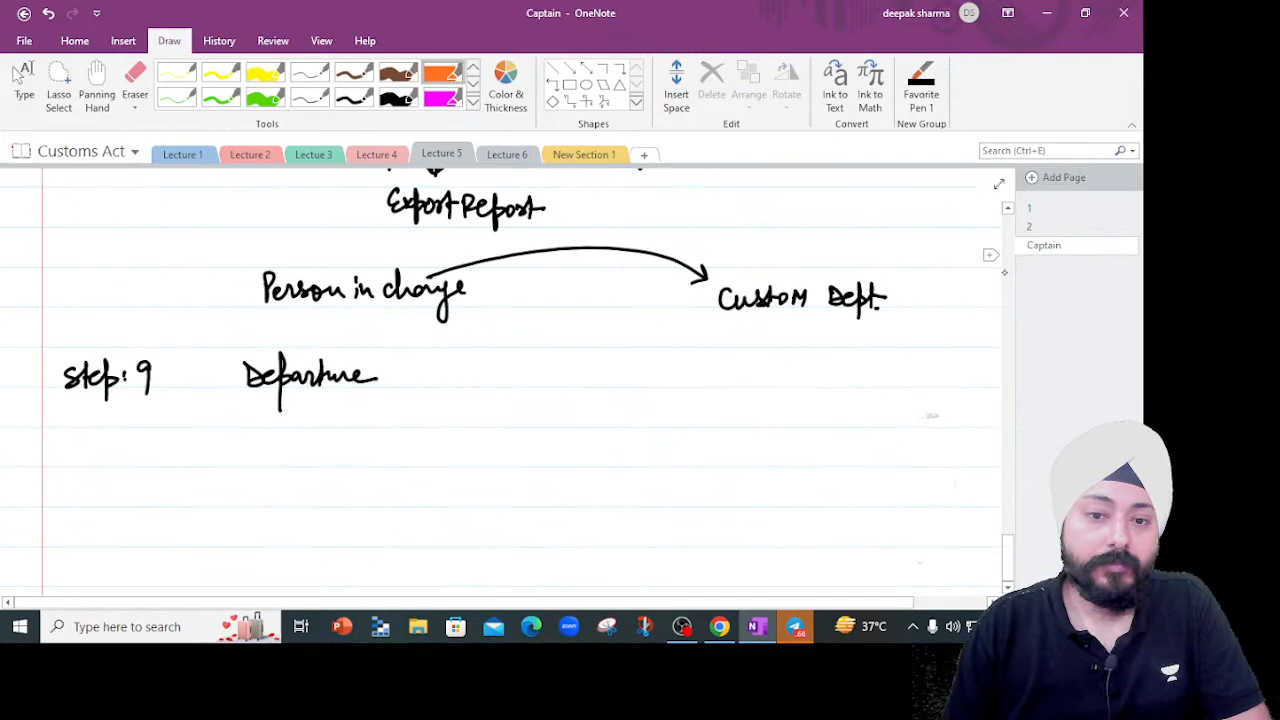 Captain - OneNote
deepak sharma DS
File Home Insert Draw History Review View Help
Type Lasso Select Panning Hand Eraser Color & Thickness Insert Space Delete Arrange Rotate Ink to Text Ink to Math Favorite Pen 1
Tools Shapes Edit Convert New Group
Customs Act Lecture 1 Lecture 2 Lectue 3 Lecture 4 Lecture 5 Lecture 6 New Section 1 Search (Ctrl+E)
Add Page
1
2
Captain
Export Report
Person in charge Custom Dept.
Step: 9 Departure
Type here to search zoom 66 37°C